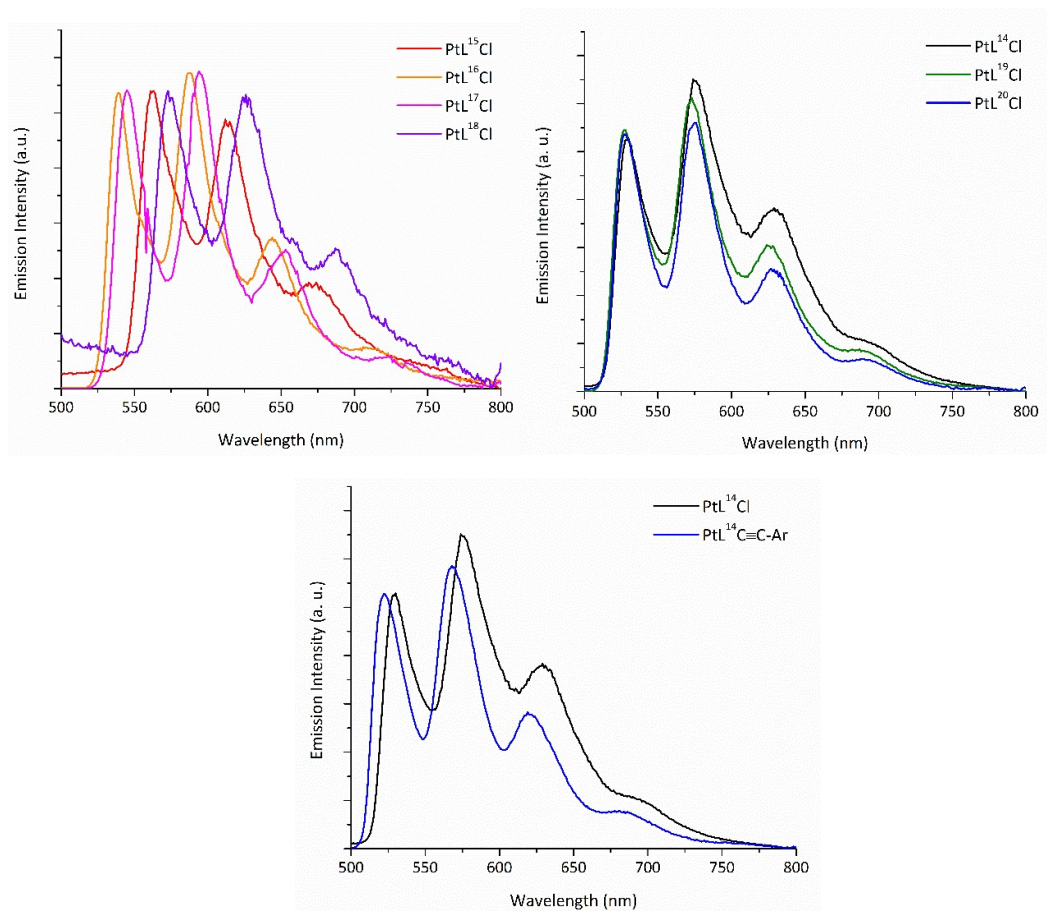 PtL¹⁵Cl
PtL¹⁶Cl
PtL¹⁷Cl
PtL¹⁸Cl
Emission Intensity (a.u.)
500 550 600 650 700 750 800
Wavelength (nm)
PtL¹⁴Cl
PtL¹⁹Cl
PtL²⁰Cl
Emission Intensity (a. u.)
500 550 600 650 700 750 800
Wavelength (nm)
PtL¹⁴Cl
PtL¹⁴C≡C-Ar
Emission Intensity (a. u.)
500 550 600 650 700 750 800
Wavelength (nm)